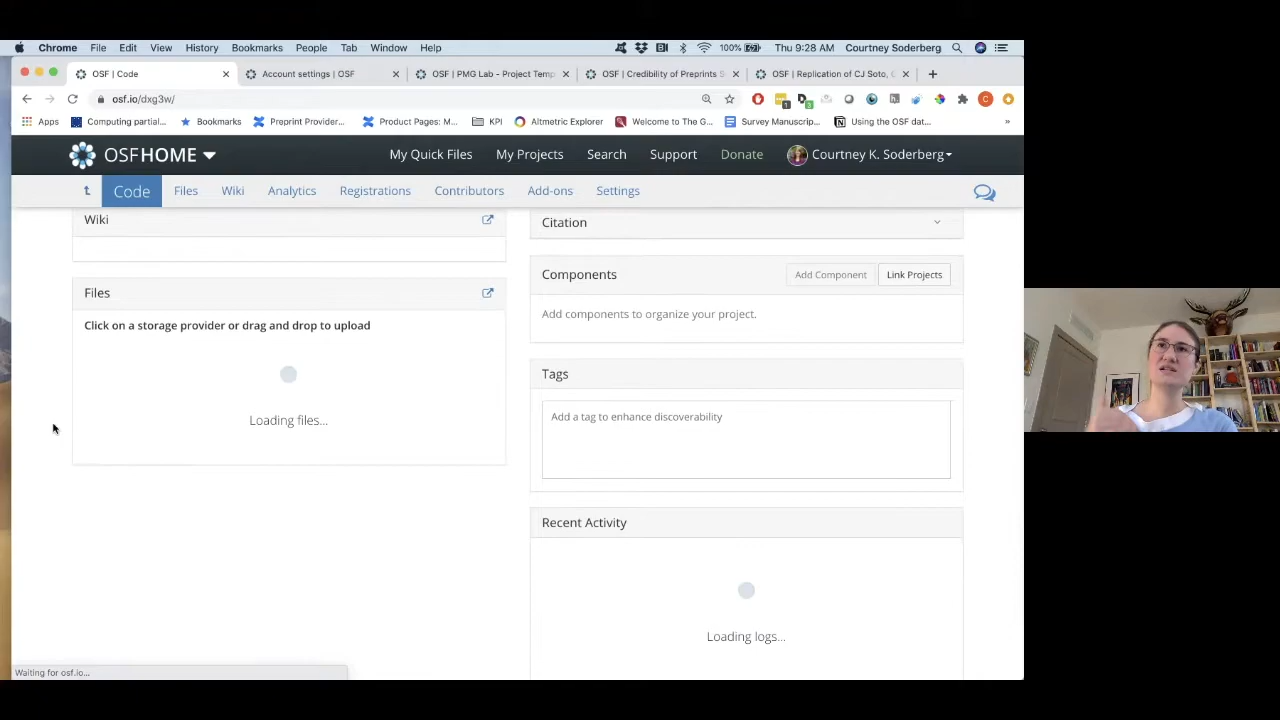 Chrome File Edit View History Bookmarks People Tab Window Help 100% Thu 9:28 AM Courtney Soderberg
OSF | Code Account settings | OSF OSF | PMG Lab - Project Temp OSF | Credibility of Preprints S OSF | Replication of CJ Soto, C
osf.io/dxg3w/
Apps Computing partial... Bookmarks Preprint Provider... Product Pages: M... KPI Altmetric Explorer Welcome to The G... Survey Manuscrip... Using the OSF dat... »
OSFHOME My Quick Files My Projects Search Support Donate Courtney K. Soderberg
Code Files Wiki Analytics Registrations Contributors Add-ons Settings
Wiki
Citation
Components Add Component Link Projects
Files
Add components to organize your project.
Click on a storage provider or drag and drop to upload
Tags
Add a tag to enhance discoverability
Loading files...
Recent Activity
Loading logs...
Waiting for osf.io...